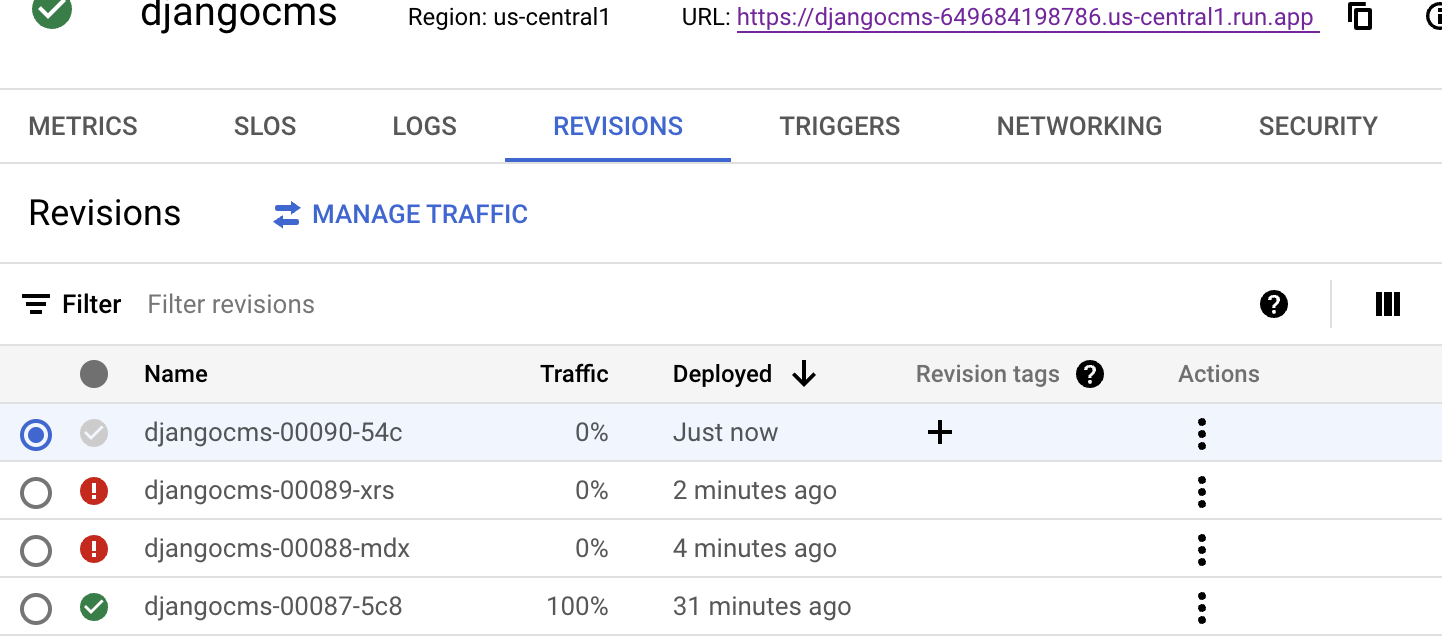 djangocms Region: us-central1 URL: https://djangocms-649684198786.us-central1.run.app
METRICS SLOS LOGS REVISIONS TRIGGERS NETWORKING SECURITY
Revisions MANAGE TRAFFIC
Filter Filter revisions
Name Traffic Deployed Revision tags Actions
djangocms-00090-54c 0% Just now
djangocms-00089-xrs 0% 2 minutes ago
djangocms-00088-mdx 0% 4 minutes ago
djangocms-00087-5c8 100% 31 minutes ago